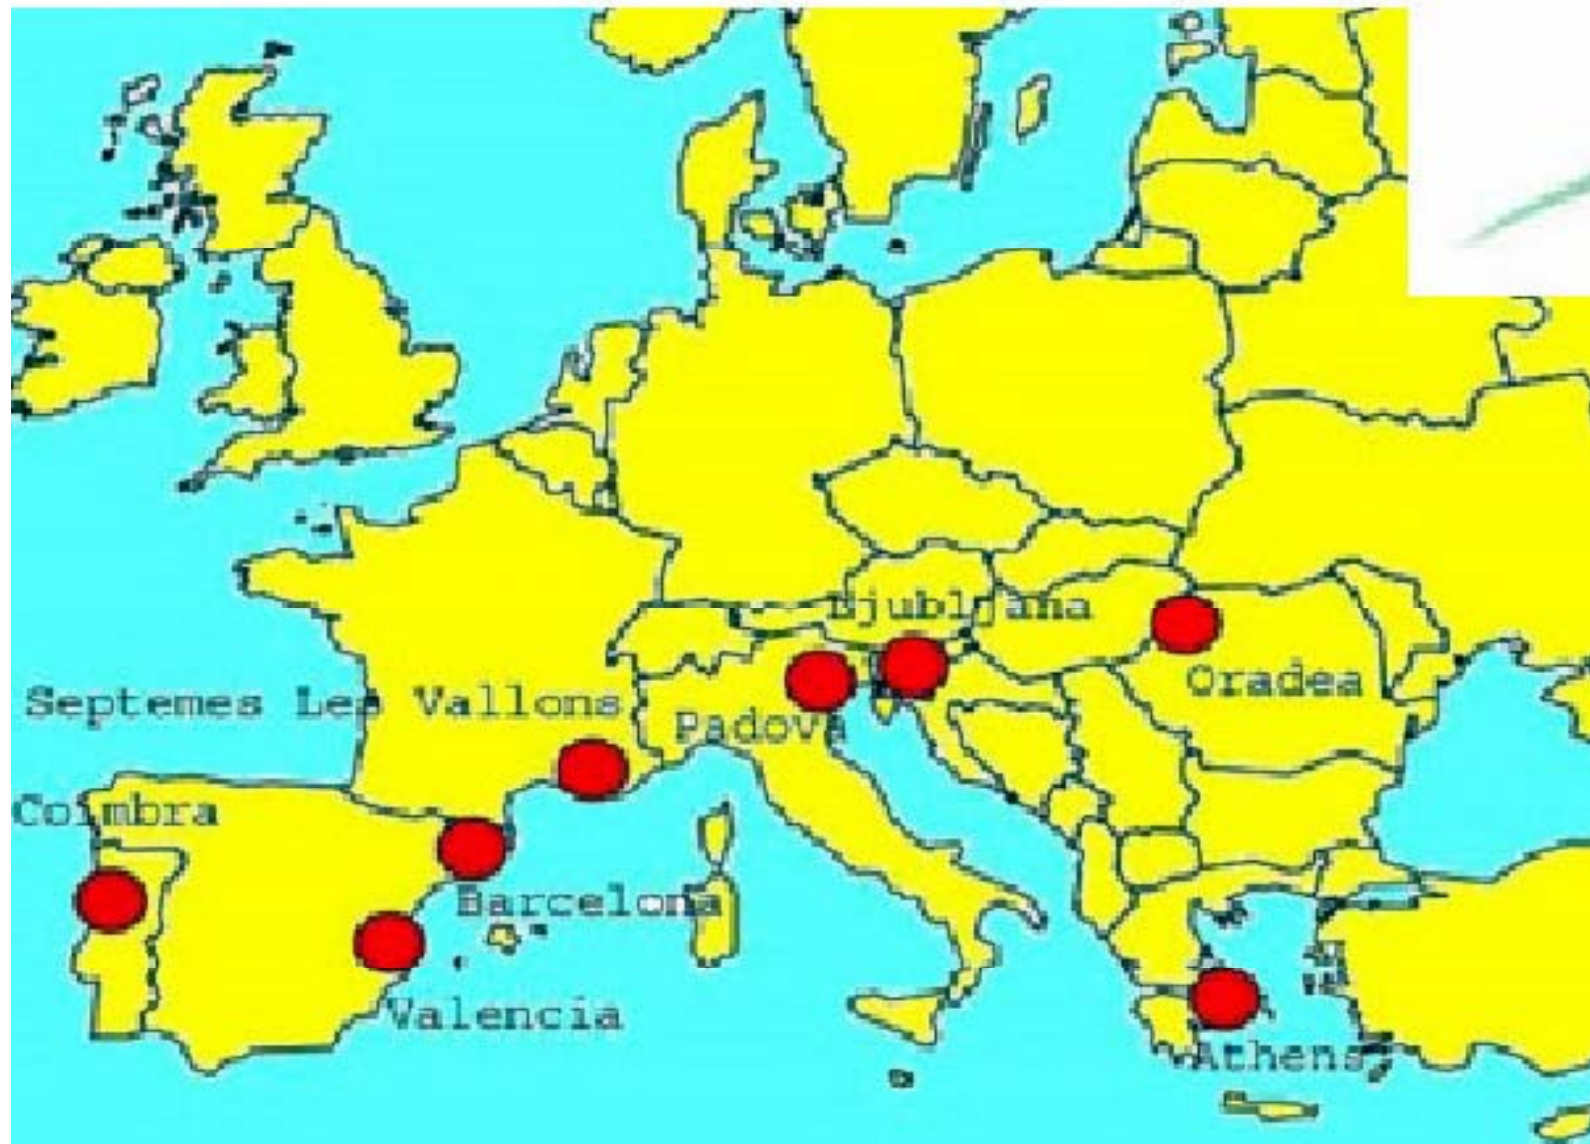 Ljubljana
Oradea
Septemes Les Vallons
Padova
Coimbra
Barcelona
Valencia
Athens